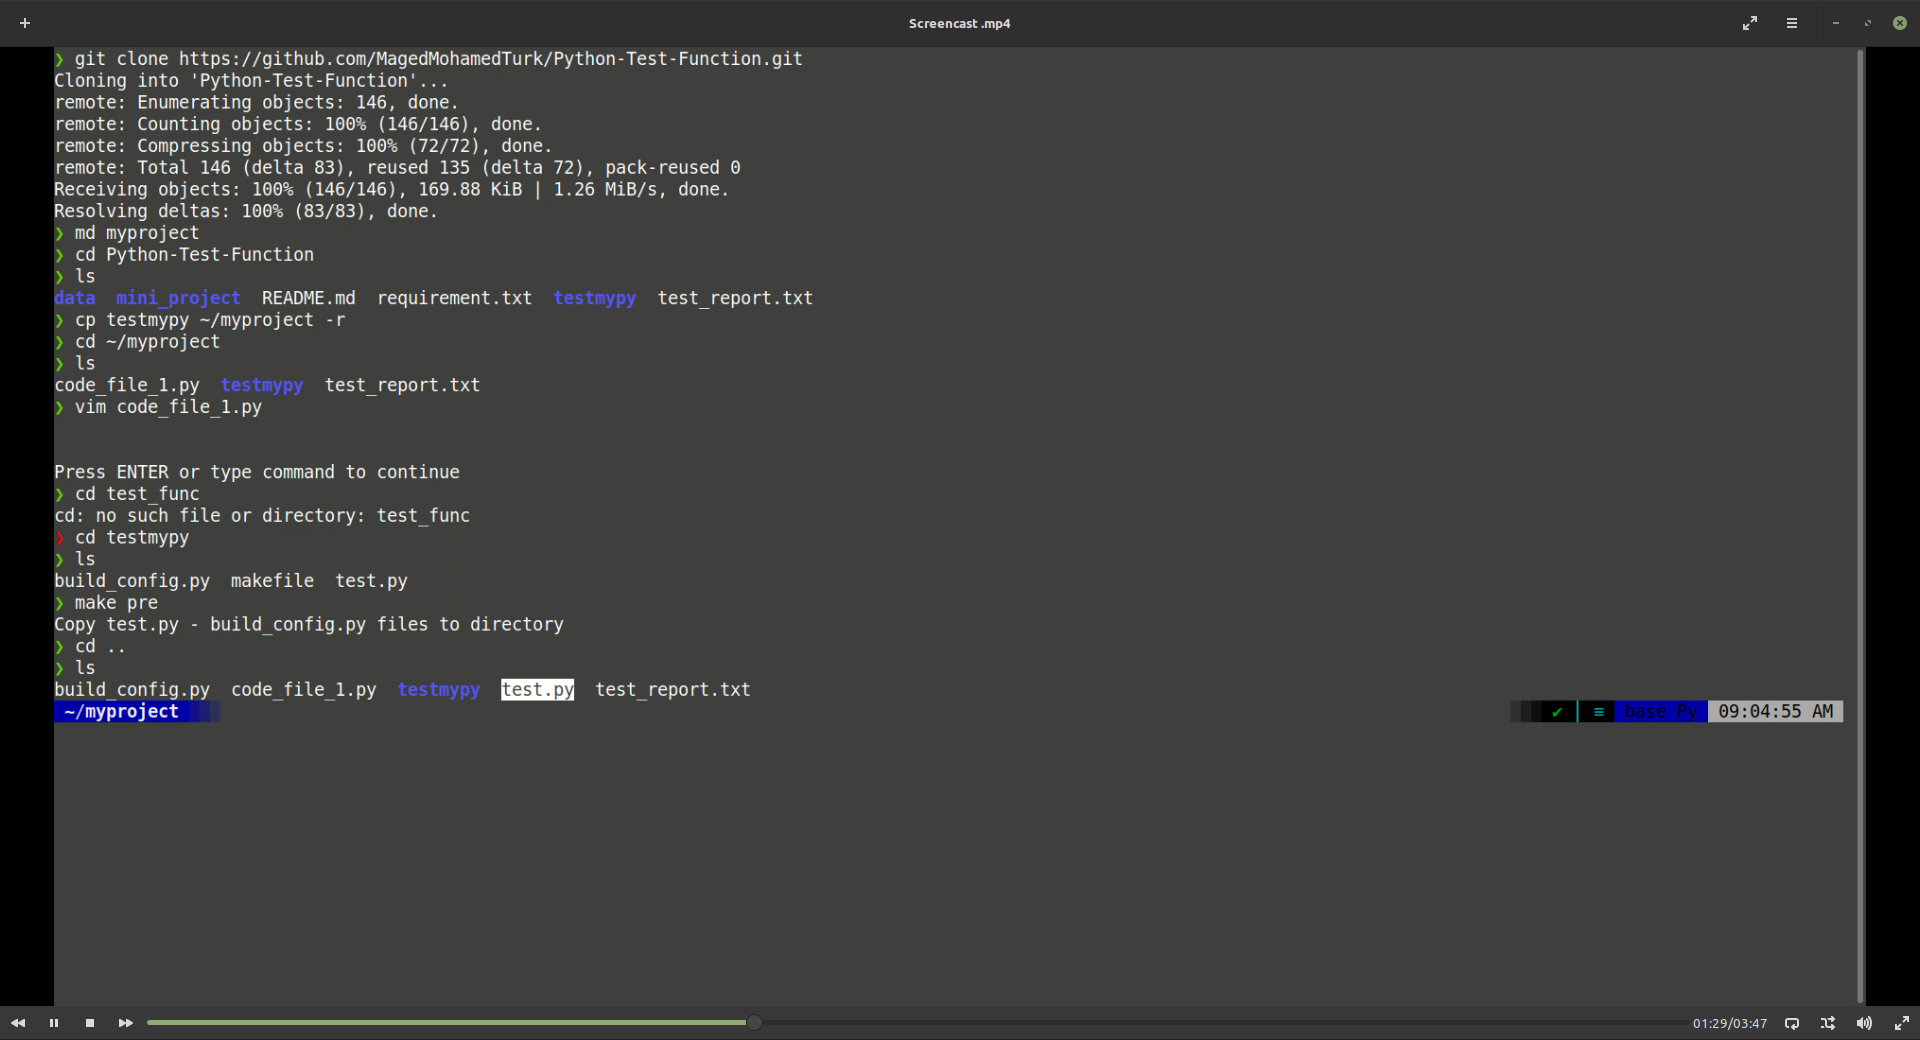 Screencast .mp4
❯ git clone https://github.com/MagedMohamedTurk/Python-Test-Function.git
Cloning into 'Python-Test-Function'...
remote: Enumerating objects: 146, done.
remote: Counting objects: 100% (146/146), done.
remote: Compressing objects: 100% (72/72), done.
remote: Total 146 (delta 83), reused 135 (delta 72), pack-reused 0
Receiving objects: 100% (146/146), 169.88 KiB | 1.26 MiB/s, done.
Resolving deltas: 100% (83/83), done.
❯ md myproject
❯ cd Python-Test-Function
❯ ls
data  mini_project  README.md  requirement.txt  testmypy  test_report.txt
❯ cp testmypy ~/myproject -r
❯ cd ~/myproject
❯ ls
code_file_1.py  testmypy  test_report.txt
❯ vim code_file_1.py
Press ENTER or type command to continue
❯ cd test_func
cd: no such file or directory: test_func
❯ cd testmypy
❯ ls
build_config.py  makefile  test.py
❯ make pre
Copy test.py - build_config.py files to directory
❯ cd ..
❯ ls
build_config.py  code_file_1.py  testmypy  test.py  test_report.txt
~/myproject ✔ ≡ base Py 09:04:55 AM
01:29/03:47